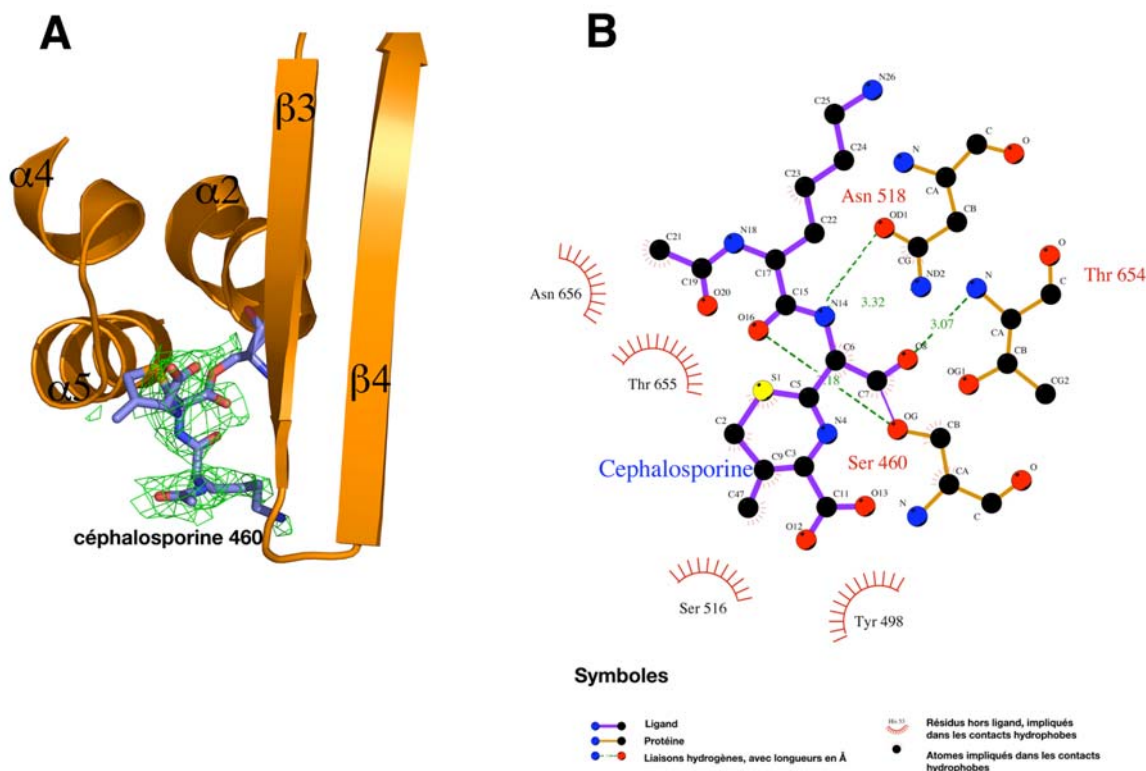 A
B
β3
α4
α2
β4
α5
céphalosporine 460
N26
C25
C24
C23
C22
C21
N18
C19
O20
C17
C15
O16
N14
C6
C7
S1
C5
C2
N4
C9
C3
C47
C11
O13
O12
N
C
O
CA
CB
Asn 518
OD1
CG
ND2
3.32
O
C
N
Thr 654
CA
3.07
CB
OG1
CG2
OG
CB
CA
Ser 460
N
C
O
Asn 656
Thr 655
Cephalosporine
Ser 516
Tyr 498
Symboles
Ligand
Protéine
Liaisons hydrogènes, avec longueurs en Å
Résidus hors ligand, impliqués
dans les contacts hydrophobes
Atomes impliqués dans les contacts
hydrophobes